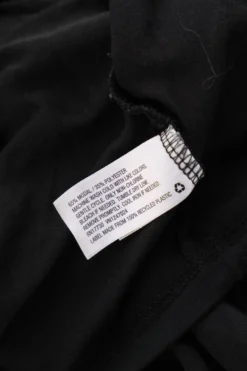 50% MODAL / 50% POLYESTER
MACHINE WASH COLD WITH LIKE COLORS
GENTLE CYCLE. ONLY NON-CHLORINE
BLEACH IF NEEDED. TUMBLE DRY LOW
REMOVE PROMPTLY. COOL IRON IF NEEDED.
LABEL MADE FROM 100% RECYCLED PLASTIC